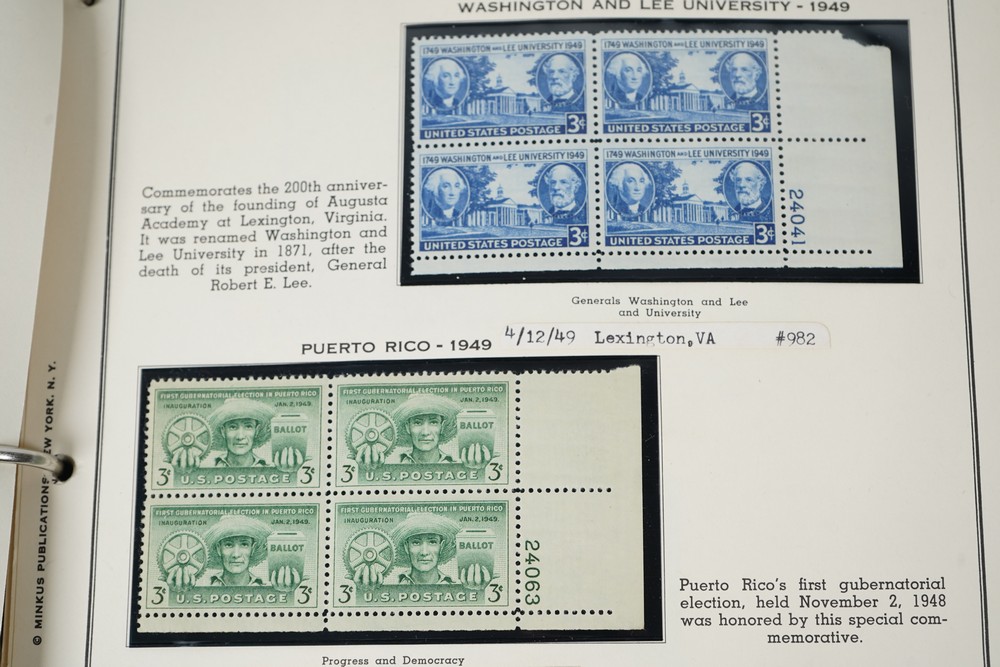 WASHINGTON AND LEE UNIVERSITY - 1949
1749 WASHINGTON AND LEE UNIVERSITY 1949
UNITED STATES POSTAGE 3¢
1749 WASHINGTON AND LEE UNIVERSITY 1949
UNITED STATES POSTAGE 3¢
1749 WASHINGTON AND LEE UNIVERSITY 1949
UNITED STATES POSTAGE 3¢
1749 WASHINGTON AND LEE UNIVERSITY 1949
UNITED STATES POSTAGE 3¢
24041
Commemorates the 200th anniver-
sary of the founding of Augusta
Academy at Lexington, Virginia.
It was renamed Washington and
Lee University in 1871, after the
death of its president, General
Robert E. Lee.
Generals Washington and Lee
and University
4/12/49 Lexington, VA #982
PUERTO RICO - 1949
FIRST GUBERNATORIAL ELECTION IN PUERTO RICO
INAUGURATION JAN. 2, 1949.
BALLOT
3¢ U.S. POSTAGE 3¢
FIRST GUBERNATORIAL ELECTION IN PUERTO RICO
INAUGURATION JAN. 2, 1949.
BALLOT
3¢ U.S. POSTAGE 3¢
FIRST GUBERNATORIAL ELECTION IN PUERTO RICO
INAUGURATION JAN. 2, 1949.
BALLOT
3¢ U.S. POSTAGE 3¢
FIRST GUBERNATORIAL ELECTION IN PUERTO RICO
INAUGURATION JAN. 2, 1949.
BALLOT
3¢ U.S. POSTAGE 3¢
24063
Puerto Rico's first gubernatorial
election, held November 2, 1948
was honored by this special com-
memorative.
Progress and Democracy
© MINKUS PUBLICATIONS NEW YORK, N. Y.